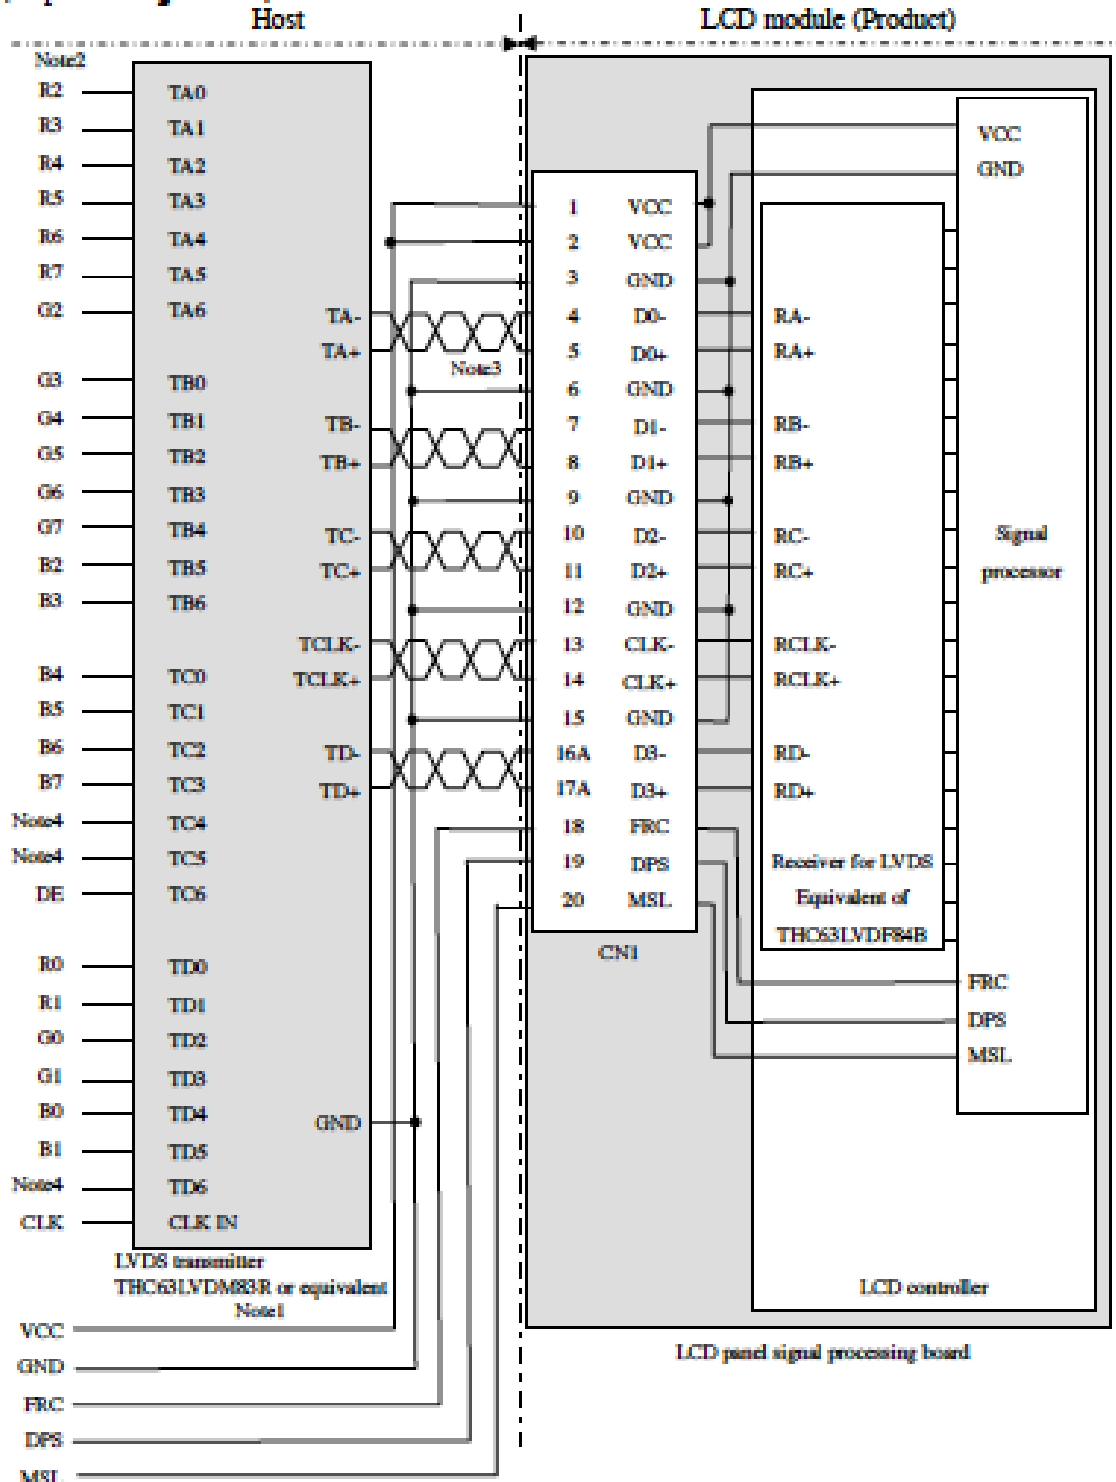 Host
LCD module (Product)
Note2
R2 TA0
R3 TA1
R4 TA2
R5 TA3
R6 TA4
R7 TA5
G2 TA6
G3 TB0
G4 TB1
G5 TB2
G6 TB3
G7 TB4
B2 TB5
B3 TB6
B4 TC0
B5 TC1
B6 TC2
B7 TC3
Note4 TC4
Note4 TC5
DE TC6
R0 TD0
R1 TD1
G0 TD2
G1 TD3
B0 TD4
B1 TD5
Note4 TD6
CLK CLK IN
TA-
TA+
TB-
TB+
TC-
TC+
TCLK-
TCLK+
TD-
TD+
GND
LVDS transmitter
THC63LVDM83R or equivalent
Note1
VCC
GND
FRC
DPS
MSL
Note3
1 VCC
2 VCC
3 GND
4 D0-
5 D0+
6 GND
7 D1-
8 D1+
9 GND
10 D2-
11 D2+
12 GND
13 CLK-
14 CLK+
15 GND
16A D3-
17A D3+
18 FRC
19 DPS
20 MSL
CN1
RA-
RA+
RB-
RB+
RC-
RC+
RCLK-
RCLK+
RD-
RD+
Receiver for LVDS
Equivalent of
THC63LVDF84B
VCC
GND
Signal
processor
FRC
DPS
MSL
LCD controller
LCD panel signal processing board